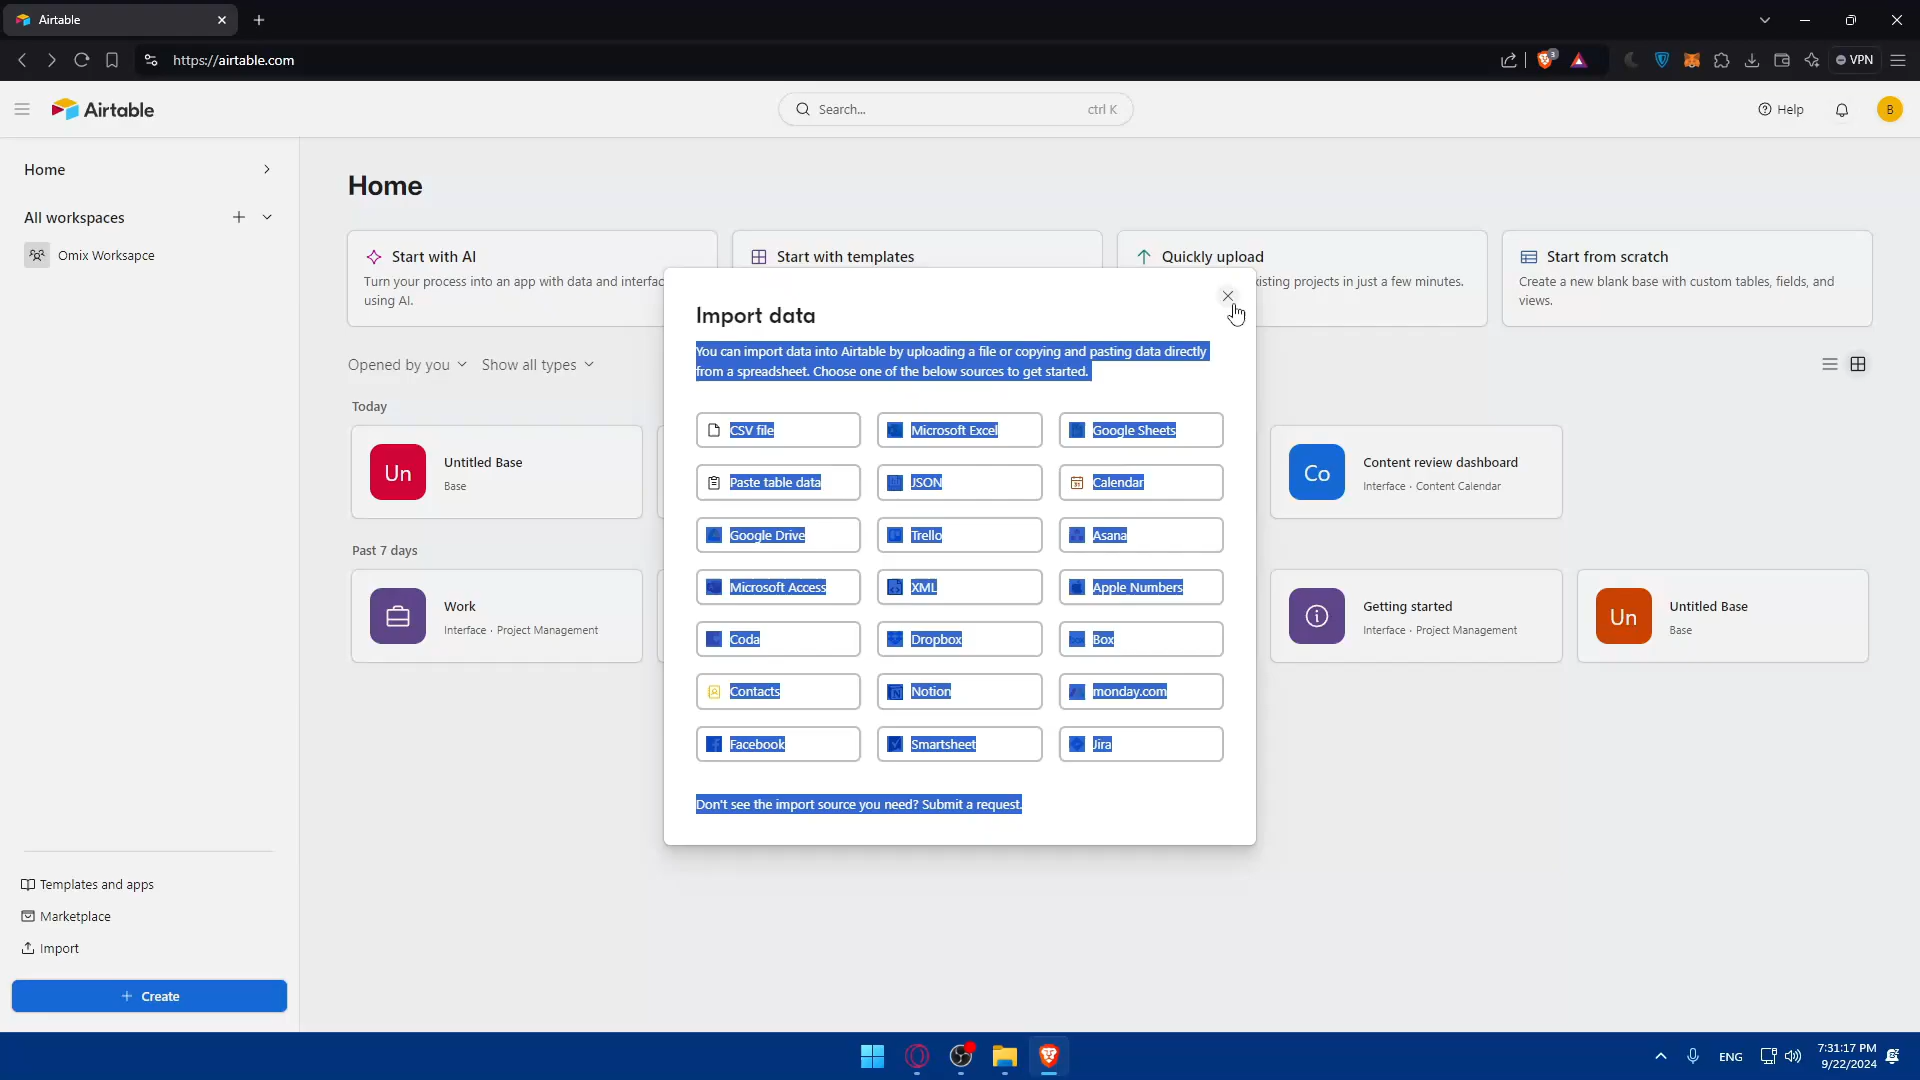 Airtable
https://airtable.com
3
VPN
Airtable
Search...
ctrl K
Help
B
Home
All workspaces
Omix Worksapce
Templates and apps
Marketplace
Import
Create
Home
Start with AI
Turn your process into an app with data and interfac
using AI.
Start with templates
Quickly upload
xisting projects in just a few minutes.
Start from scratch
Create a new blank base with custom tables, fields, and
views.
Opened by you
Show all types
Today
Un
Untitled Base
Base
Co
Content review dashboard
Interface · Content Calendar
Past 7 days
Work
Interface · Project Management
Getting started
Interface · Project Management
Un
Untitled Base
Base
Import data
You can import data into Airtable by uploading a file or copying and pasting data directly
from a spreadsheet. Choose one of the below sources to get started.
CSV file
Microsoft Excel
Google Sheets
Paste table data
JSON
Calendar
Google Drive
Trello
Asana
Microsoft Access
XML
Apple Numbers
Coda
Dropbox
Box
Contacts
Notion
monday.com
Facebook
Smartsheet
Jira
Don't see the import source you need? Submit a request.
ENG
7:31:17 PM
9/22/2024